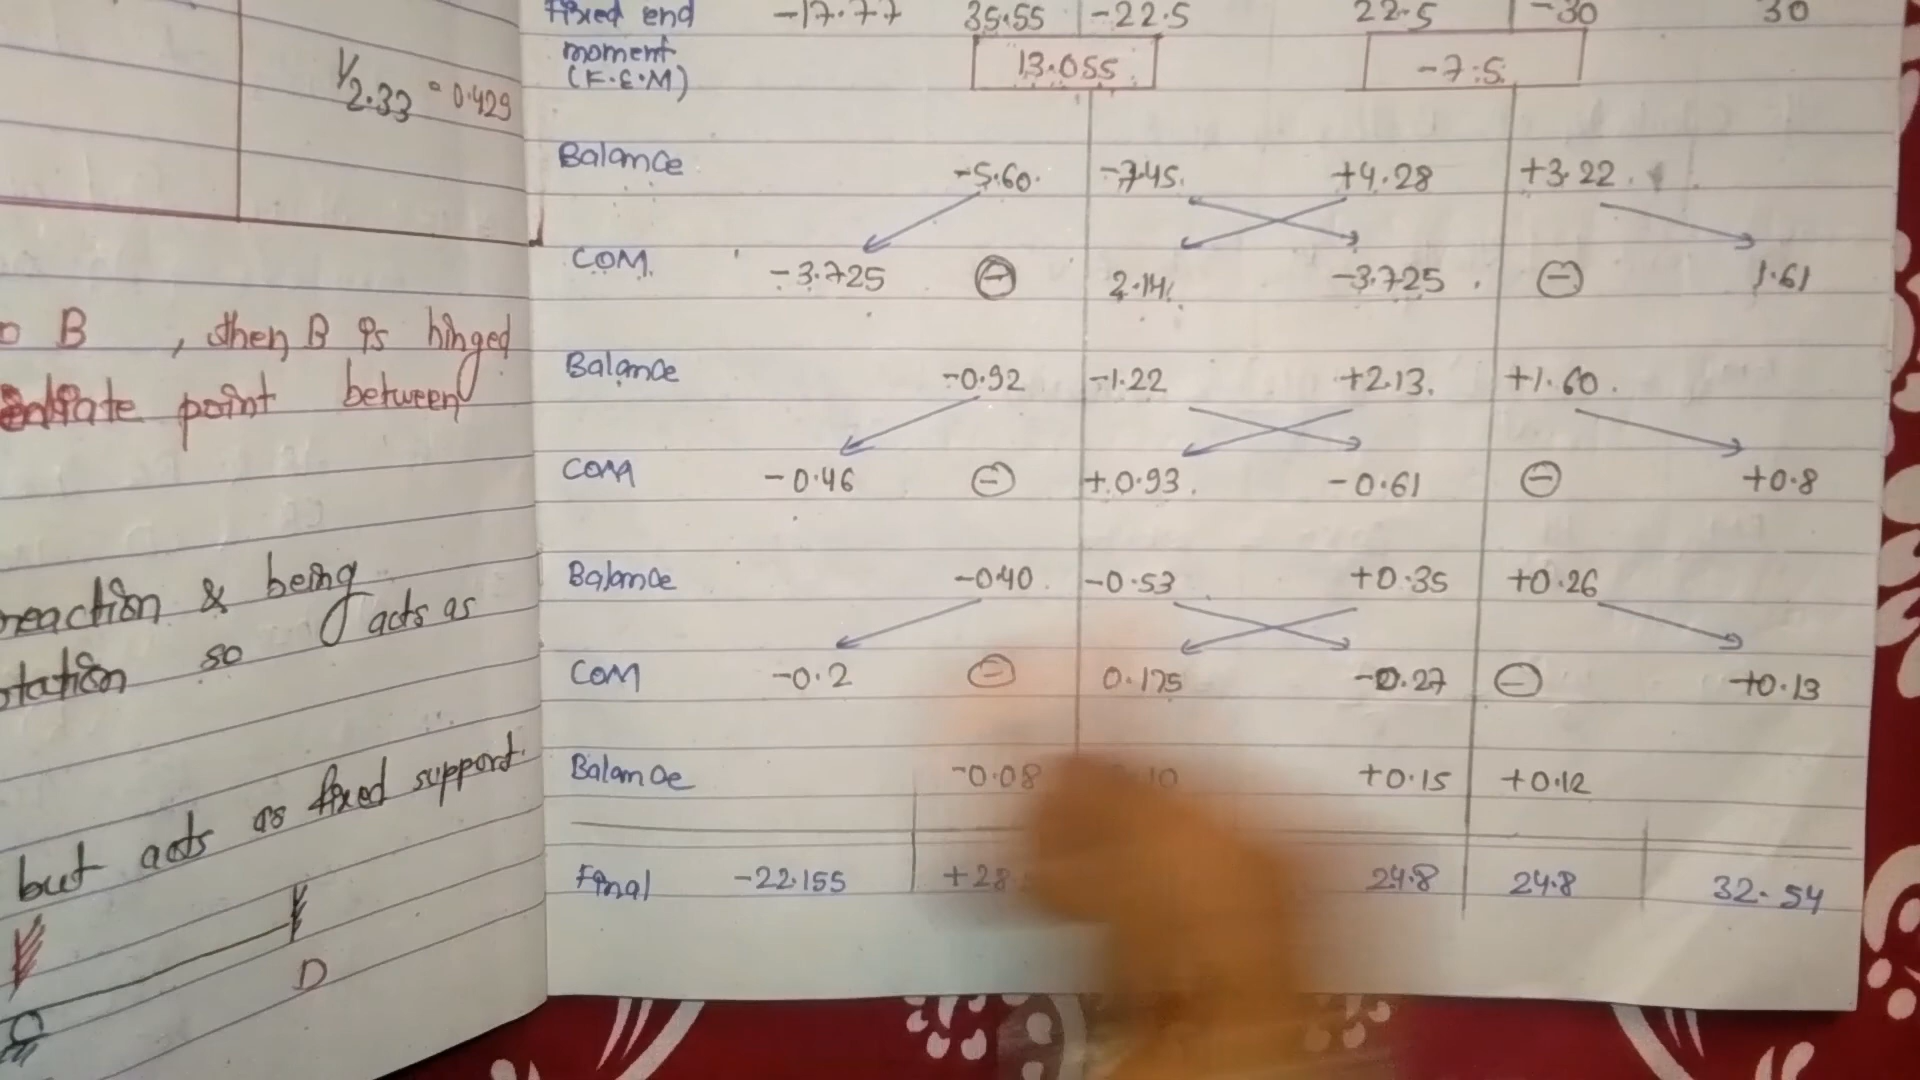 1/2.33 = 0.429
B , then B is hinged
point between
reaction & being
so acts as
but acts as fixed support.
D
Fixed end -17.77 35.55 -22.5 22.5 -30 30
moment 13.055 -7.5
(F.E.M)
Balance -5.60 -7.45 +4.28 +3.22
COM -3.725 - 2.14 -3.725 - 1.61
Balance -0.92 -1.22 +2.13 +1.60
COM -0.46 - +0.93 -0.61 - +0.8
Balance -0.40 -0.53 +0.35 +0.26
COM -0.2 - 0.175 -0.27 - +0.13
Balance -0.08 +0.15 +0.12
Final -22.155 24.8 24.8 32.54